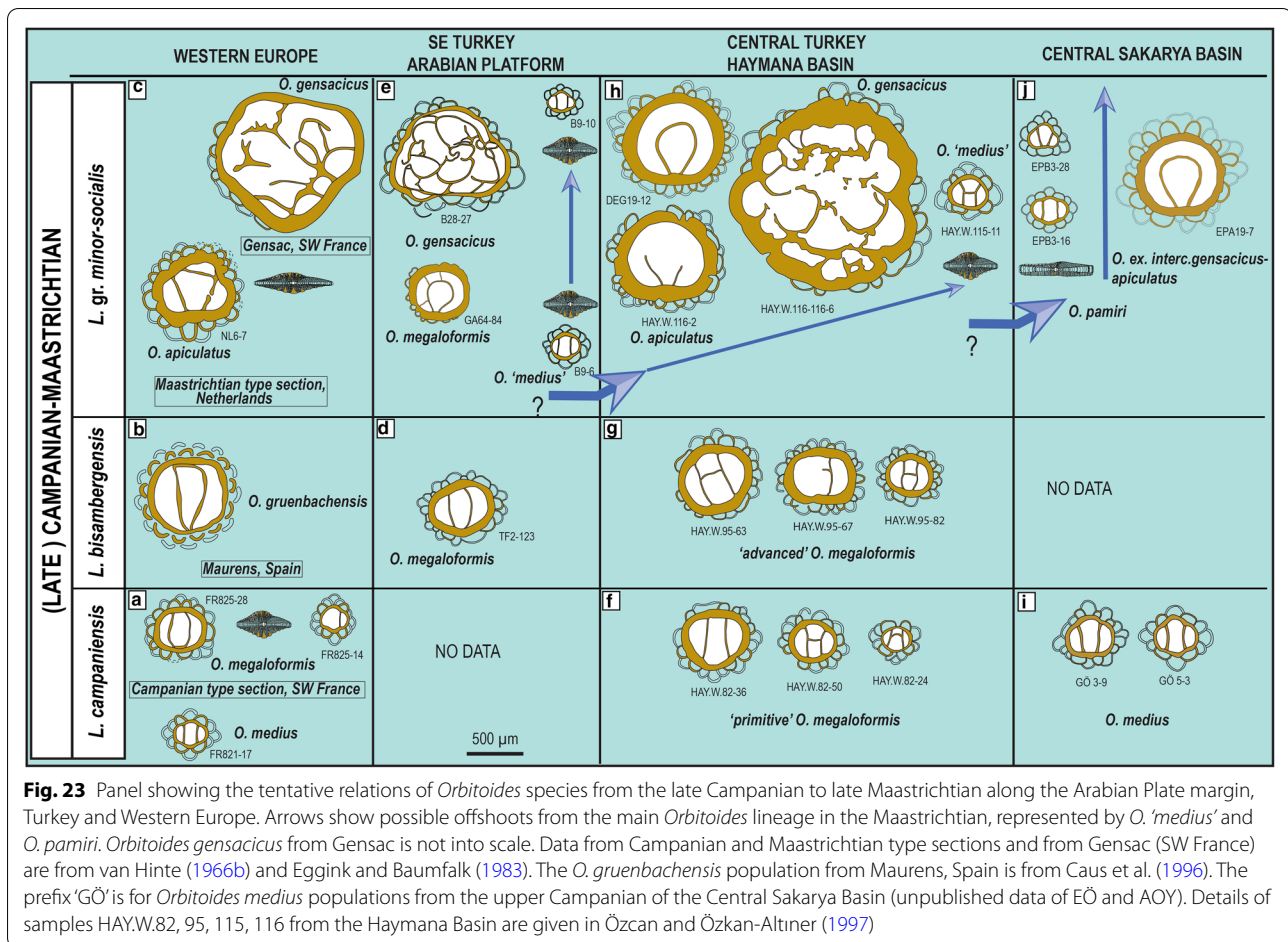 WESTERN EUROPE
SE TURKEY
ARABIAN PLATFORM
CENTRAL TURKEY
HAYMANA BASIN
CENTRAL SAKARYA BASIN
(LATE ) CAMPANIAN-MAASTRICHTIAN
L. gr. minor-socialis
c
O. gensacicus
Gensac, SW France
NL6-7
O. apiculatus
Maastrichtian type section,
Netherlands
e
B9-10
B28-27
O. gensacicus
GA64-84
O. megaloformis
B9-6
O. 'medius'
?
h
O. gensacicus
DEG19-12
O. 'medius'
HAY.W.115-11
HAY.W.116-2
HAY.W.116-116-6
O. apiculatus
?
j
EPB3-28
EPB3-16
EPA19-7
O. ex. interc.gensacicus-
apiculatus
O. pamiri
L. bisambergensis
b
O. gruenbachensis
Maurens, Spain
d
TF2-123
O. megaloformis
g
HAY.W.95-63
HAY.W.95-67
HAY.W.95-82
'advanced' O. megaloformis
NO DATA
L. campaniensis
a
FR825-28
FR825-14
O. megaloformis
Campanian type section, SW France
O. medius
FR821-17
NO DATA
500 µm
f
HAY.W.82-36
HAY.W.82-50
HAY.W.82-24
'primitive' O. megaloformis
i
GÖ 3-9
GÖ 5-3
O. medius
Fig. 23 Panel showing the tentative relations of Orbitoides species from the late Campanian to late Maastrichtian along the Arabian Plate margin,
Turkey and Western Europe. Arrows show possible offshoots from the main Orbitoides lineage in the Maastrichtian, represented by O. 'medius' and
O. pamiri. Orbitoides gensacicus from Gensac is not into scale. Data from Campanian and Maastrichtian type sections and from Gensac (SW France)
are from van Hinte (1966b) and Eggink and Baumfalk (1983). The O. gruenbachensis population from Maurens, Spain is from Caus et al. (1996). The
prefix 'GÖ' is for Orbitoides medius populations from the upper Campanian of the Central Sakarya Basin (unpublished data of EÖ and AOY). Details of
samples HAY.W.82, 95, 115, 116 from the Haymana Basin are given in Özcan and Özkan-Altıner (1997)